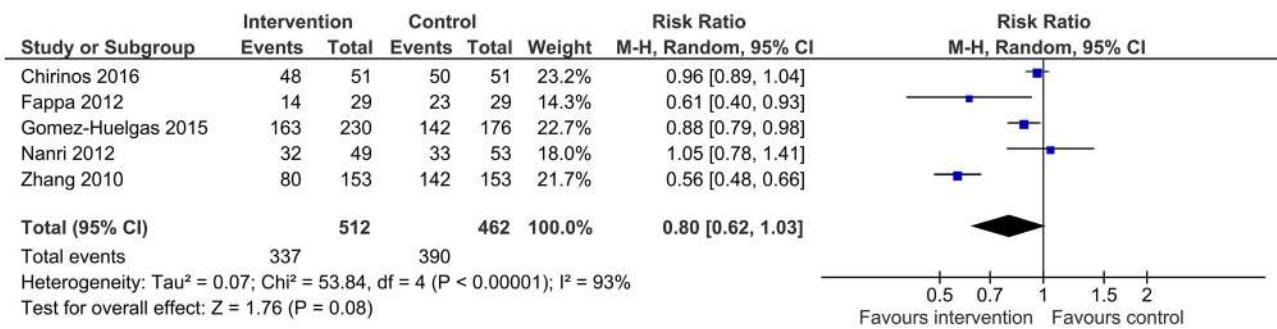 Intervention Control Risk Ratio Risk Ratio
Study or Subgroup Events Total Events Total Weight M-H, Random, 95% CI M-H, Random, 95% CI
Chirinos 2016 48 51 50 51 23.2% 0.96 [0.89, 1.04]
Fappa 2012 14 29 23 29 14.3% 0.61 [0.40, 0.93]
Gomez-Huelgas 2015 163 230 142 176 22.7% 0.88 [0.79, 0.98]
Nanri 2012 32 49 33 53 18.0% 1.05 [0.78, 1.41]
Zhang 2010 80 153 142 153 21.7% 0.56 [0.48, 0.66]
Total (95% CI) 512 462 100.0% 0.80 [0.62, 1.03]
Total events 337 390
Heterogeneity: Tau² = 0.07; Chi² = 53.84, df = 4 (P < 0.00001); I² = 93%
Test for overall effect: Z = 1.76 (P = 0.08)
0.5 0.7 1 1.5 2
Favours intervention Favours control